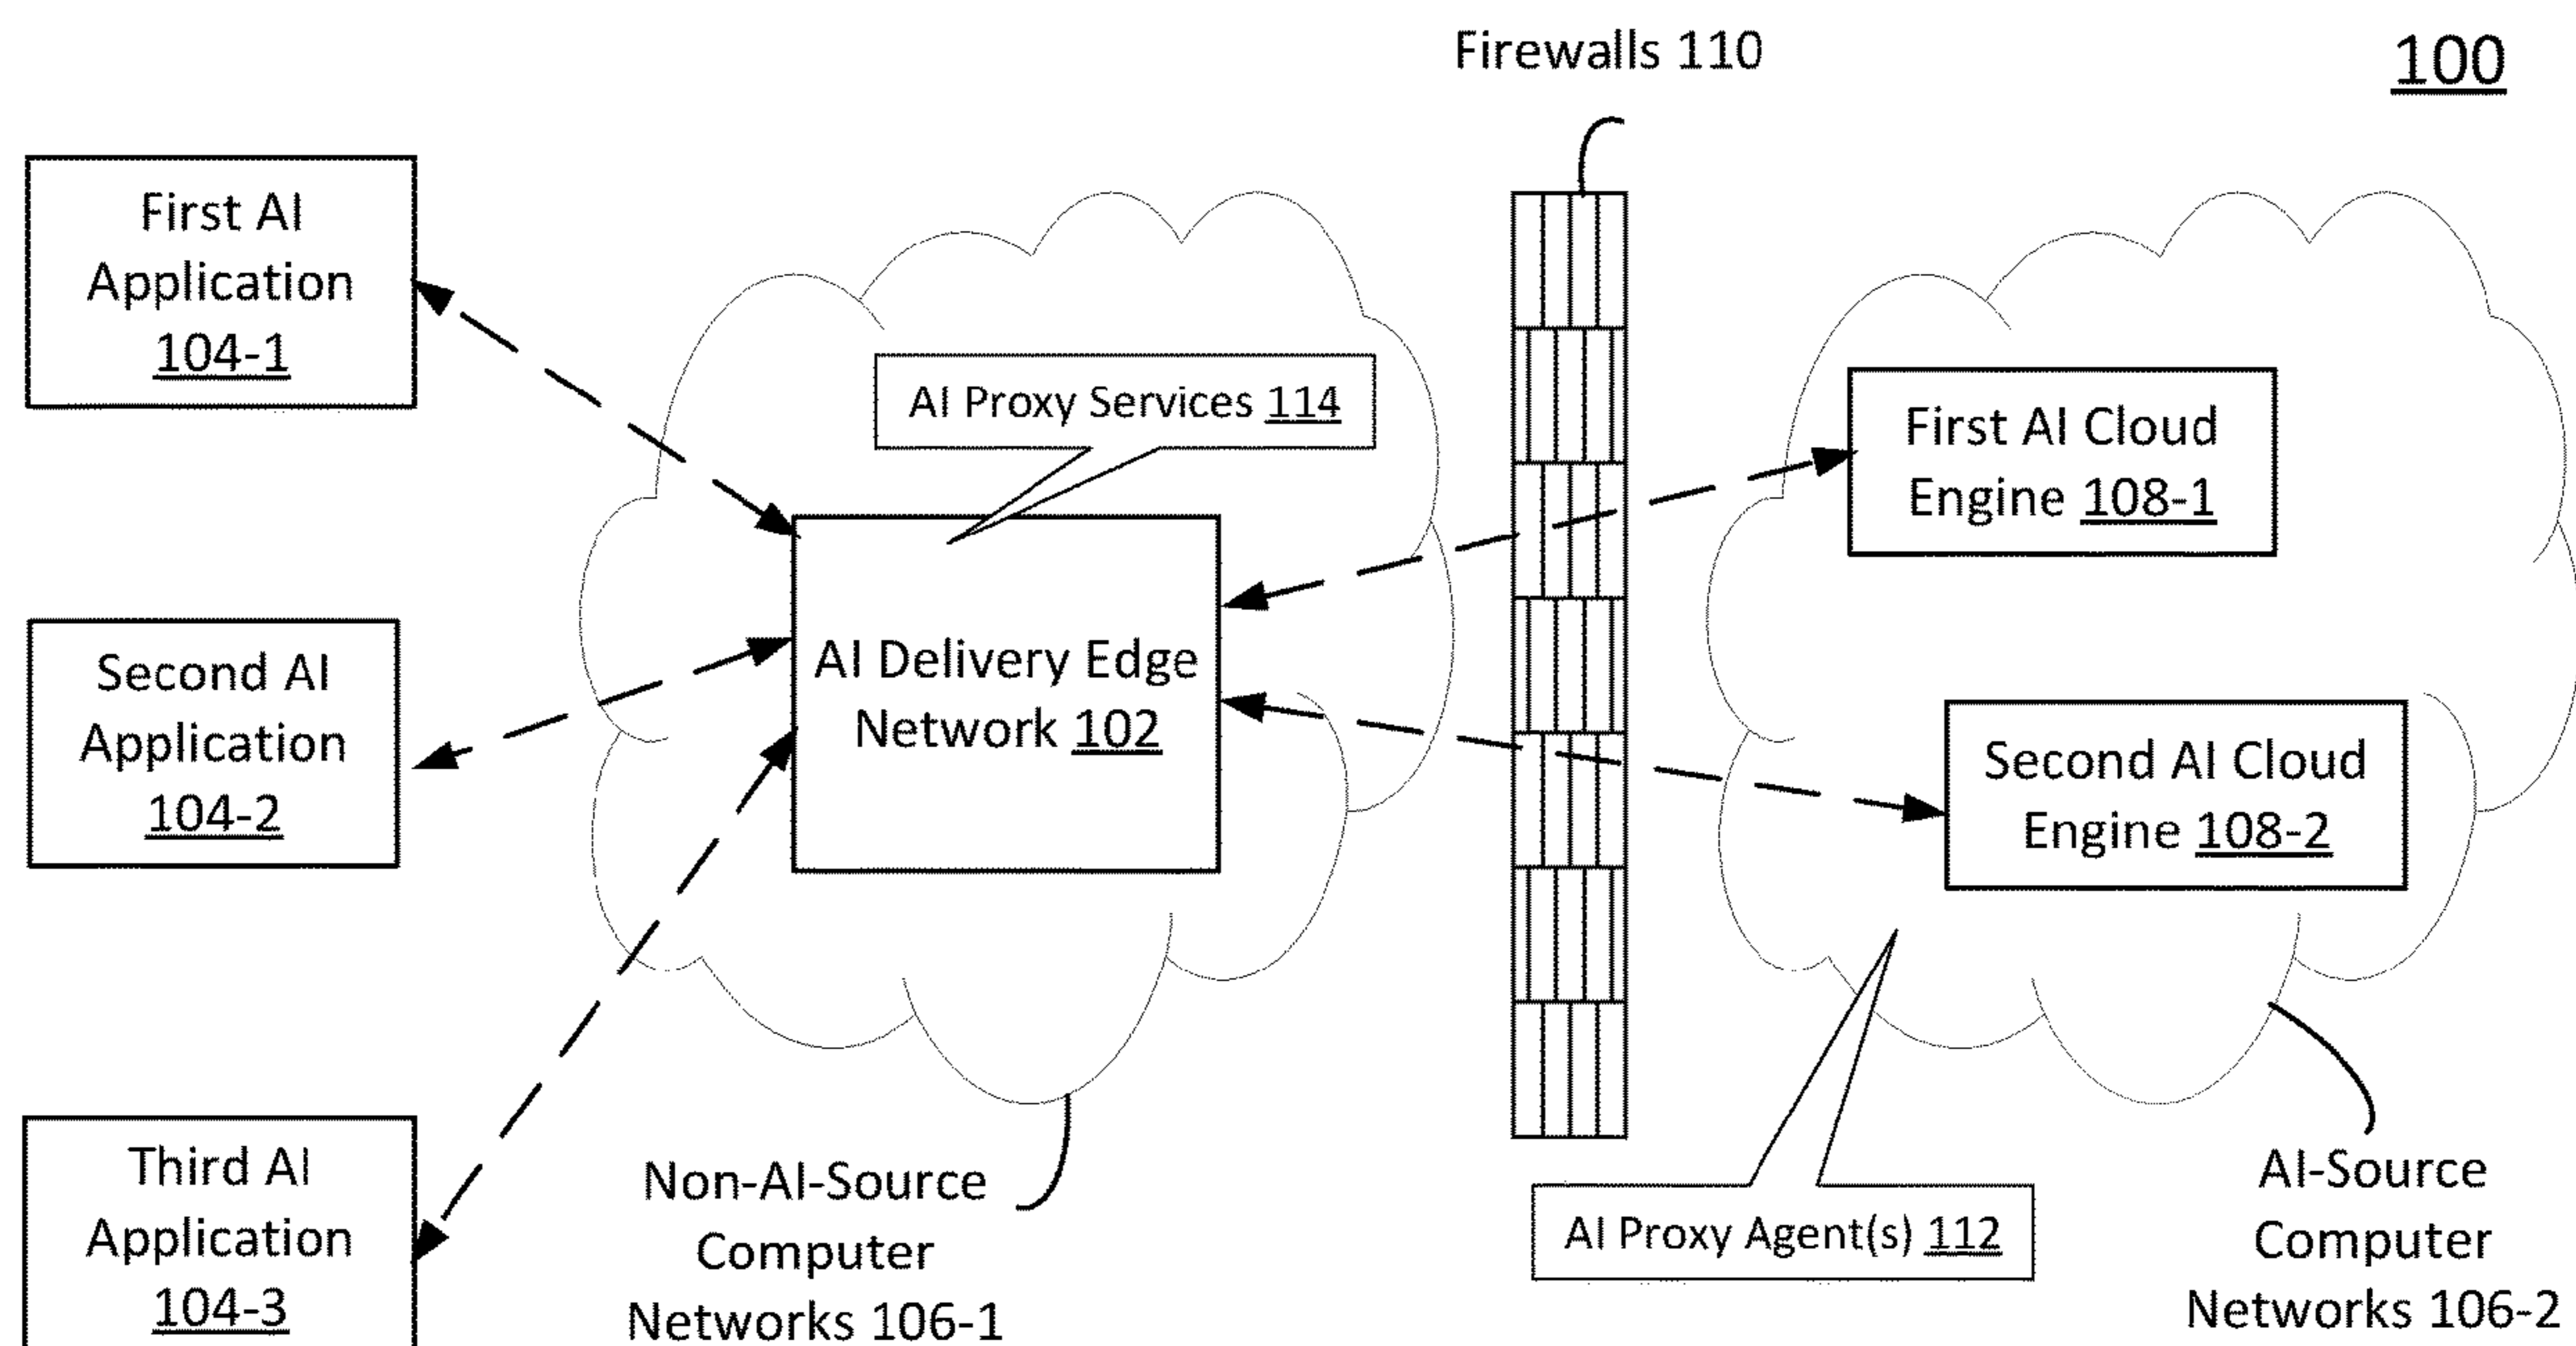 Firewalls 110
100
First AI
Application
104-1
AI Proxy Services 114
First AI Cloud
Engine 108-1
Second AI
Application
104-2
AI Delivery Edge
Network 102
Second AI Cloud
Engine 108-2
Third AI
Application
104-3
Non-AI-Source
Computer
Networks 106-1
AI Proxy Agent(s) 112
AI-Source
Computer
Networks 106-2